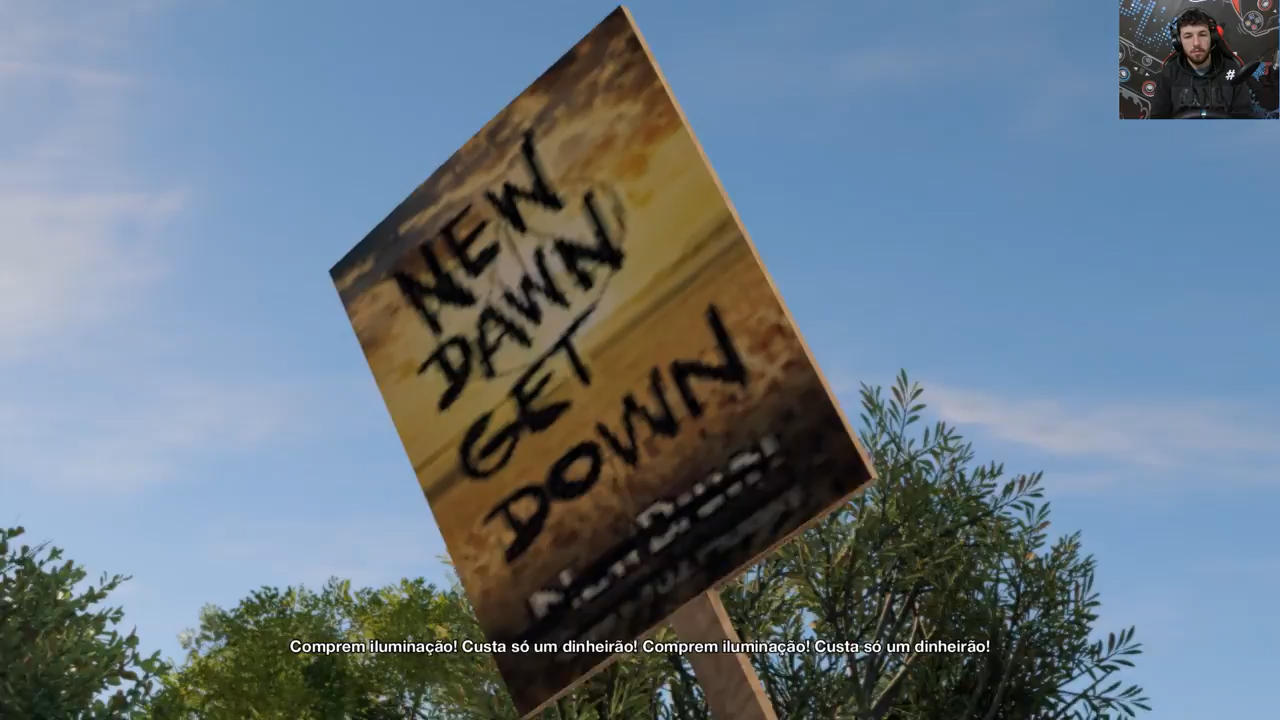 NEW
DAWN
GET
DOWN
Comprem iluminação! Custa só um dinheirão! Comprem iluminação! Custa só um dinheirão!
#